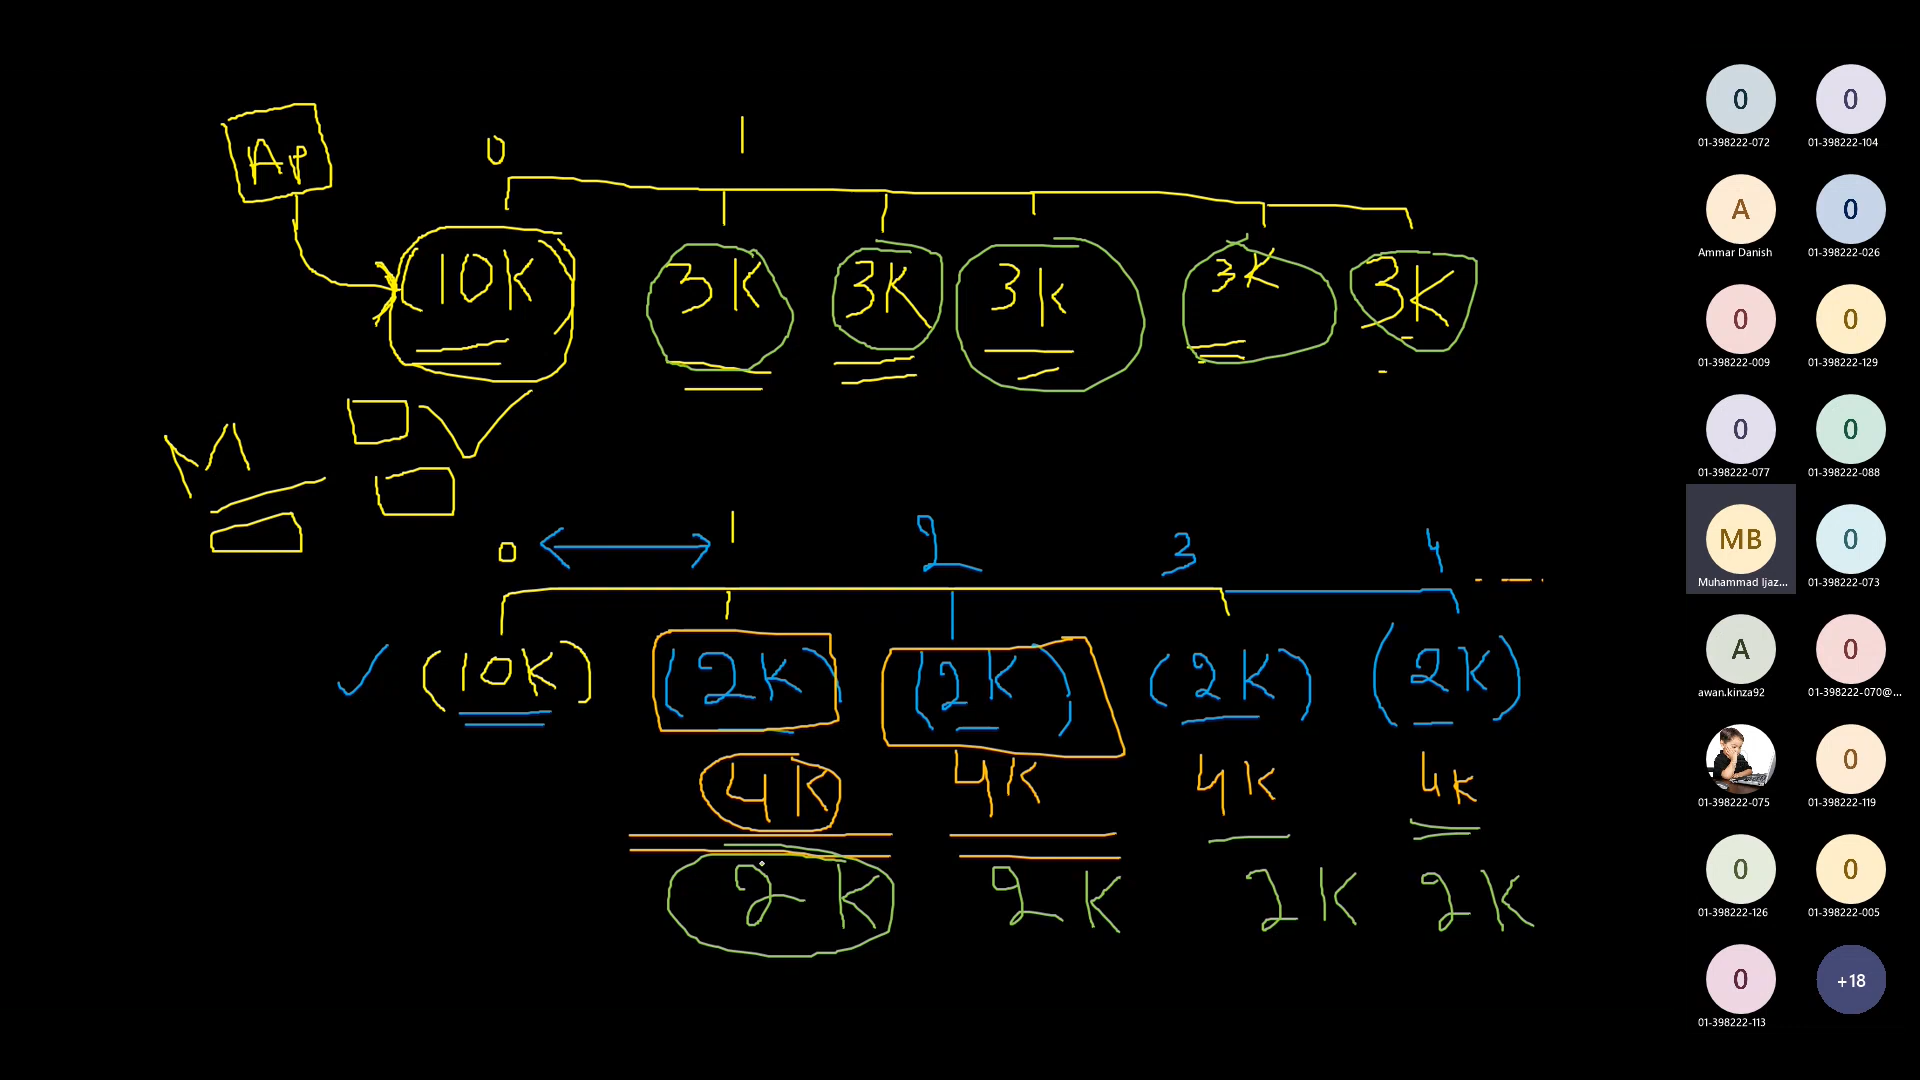 Ap
0 1
10K 3K 3K 3k 3K 3K
M
0 1 2 3 4
(10K) (2K) (2K) (2K) (2K)
4K 4K 4K 4K
2K 2K 2K 2K
0 0
01-398222-072 01-398222-104
A 0
Ammar Danish 01-398222-026
0 0
01-398222-009 01-398222-129
0 0
01-398222-077 01-398222-088
MB 0
Muhammad Ijaz... 01-398222-073
A 0
awan.kinza92 01-398222-070@...
0
01-398222-075 01-398222-119
0 0
01-398222-126 01-398222-005
0 +18
01-398222-113